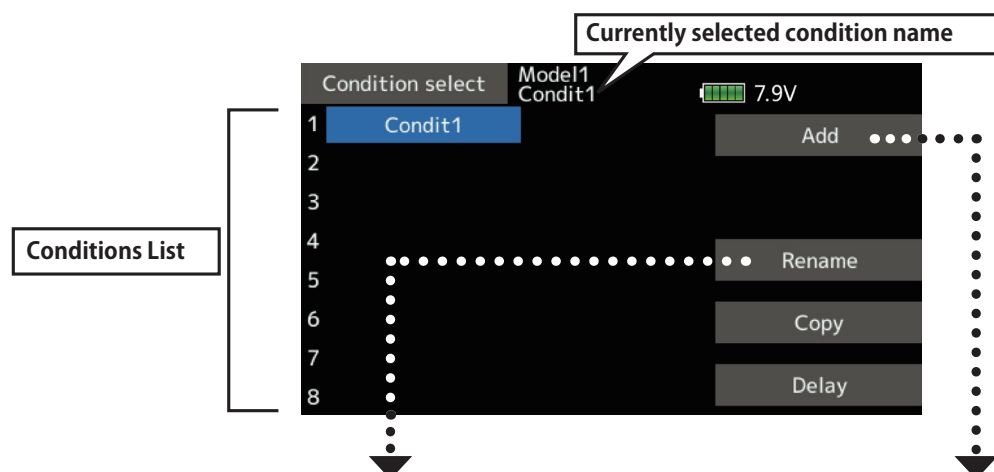 Currently selected condition name
Condition select
Model1
Condit1
7.9V
1 Condit1
Add
2
3
Conditions List
4
Rename
5
6
Copy
7
Delay
8